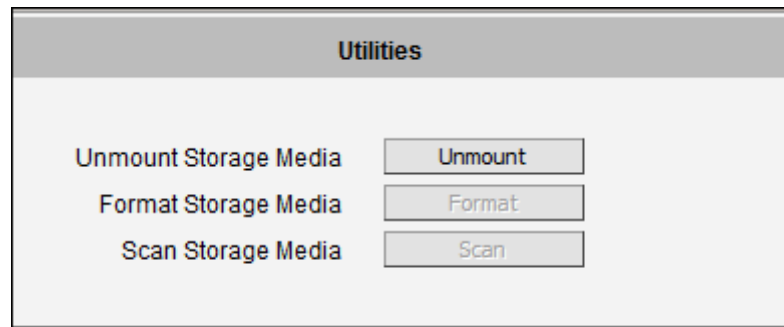 Utilities
Unmount Storage Media Unmount
Format Storage Media Format
Scan Storage Media Scan